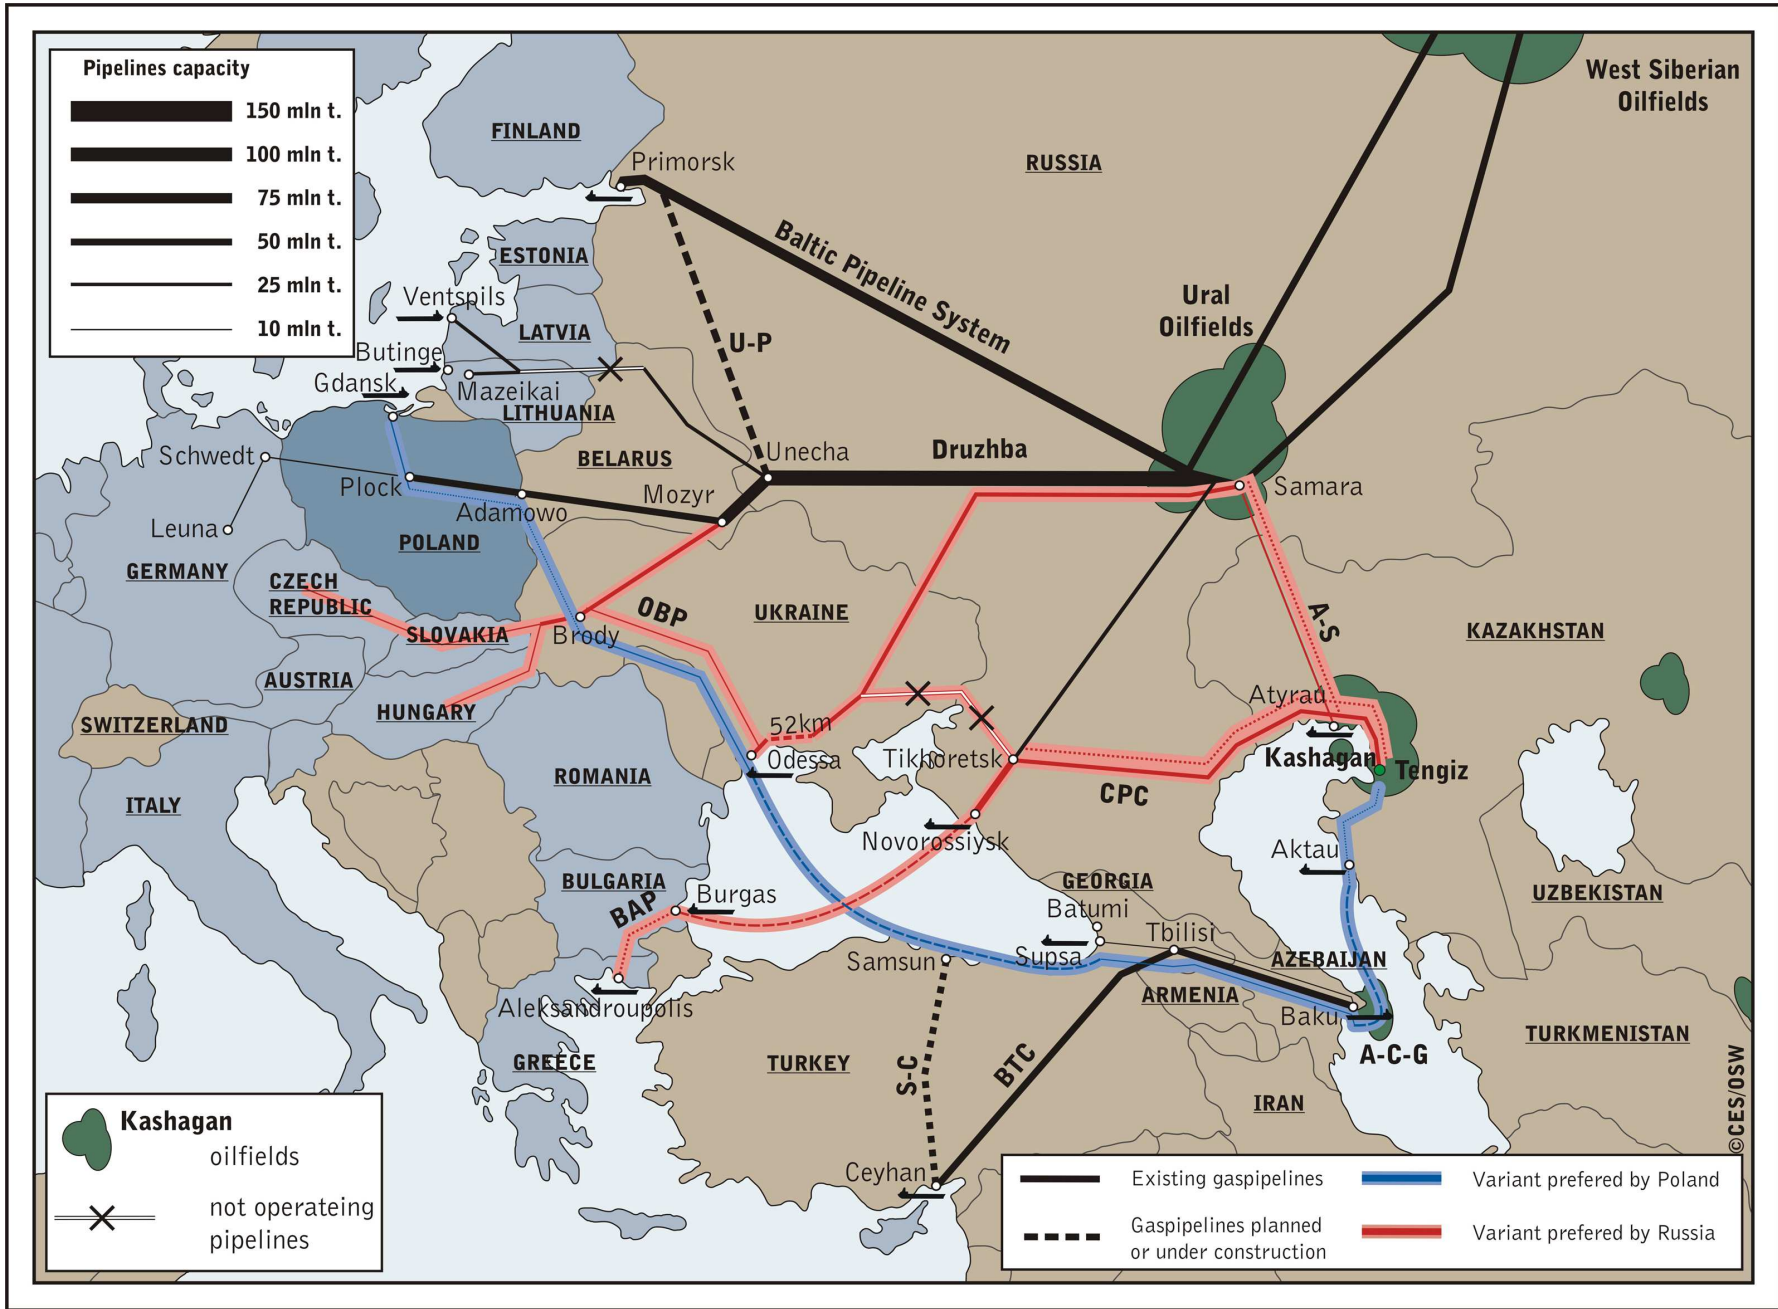 Pipelines capacity
150 mln t.
100 mln t.
75 mln t.
50 mln t.
25 mln t.
10 mln t.
West Siberian
Oilfields
FINLAND
Primorsk
RUSSIA
Baltic Pipeline System
ESTONIA
Ural
Oilfields
Ventspils
LATVIA
U-P
Butinge
Gdansk
Mazeikai
LITHUANIA
Schwedt
BELARUS
Unecha
Druzhba
Plock
Mozyr
Samara
Adamowo
Leuna
POLAND
GERMANY
CZECH
REPUBLIC
OBP
UKRAINE
A-S
KAZAKHSTAN
SLOVAKIA
Brody
AUSTRIA
Atyrau
HUNGARY
SWITZERLAND
52km
Odessa
Tikhoretsk
Kashagan
Tengiz
ROMANIA
CPC
ITALY
Novorossiysk
Aktau
BULGARIA
GEORGIA
UZBEKISTAN
Burgas
BAP
Batumi
Tbilisi
Samsun
Supsa
AZEBAIJAN
ARMENIA
Aleksandroupolis
Baku
TURKMENISTAN
A-C-G
GREECE
TURKEY
S-C
BTC
IRAN
©CES/OSW
Ceyhan
Kashagan
oilfields
not operateing
pipelines
Existing gaspipelines
Variant prefered by Poland
Gaspipelines planned
or under construction
Variant prefered by Russia